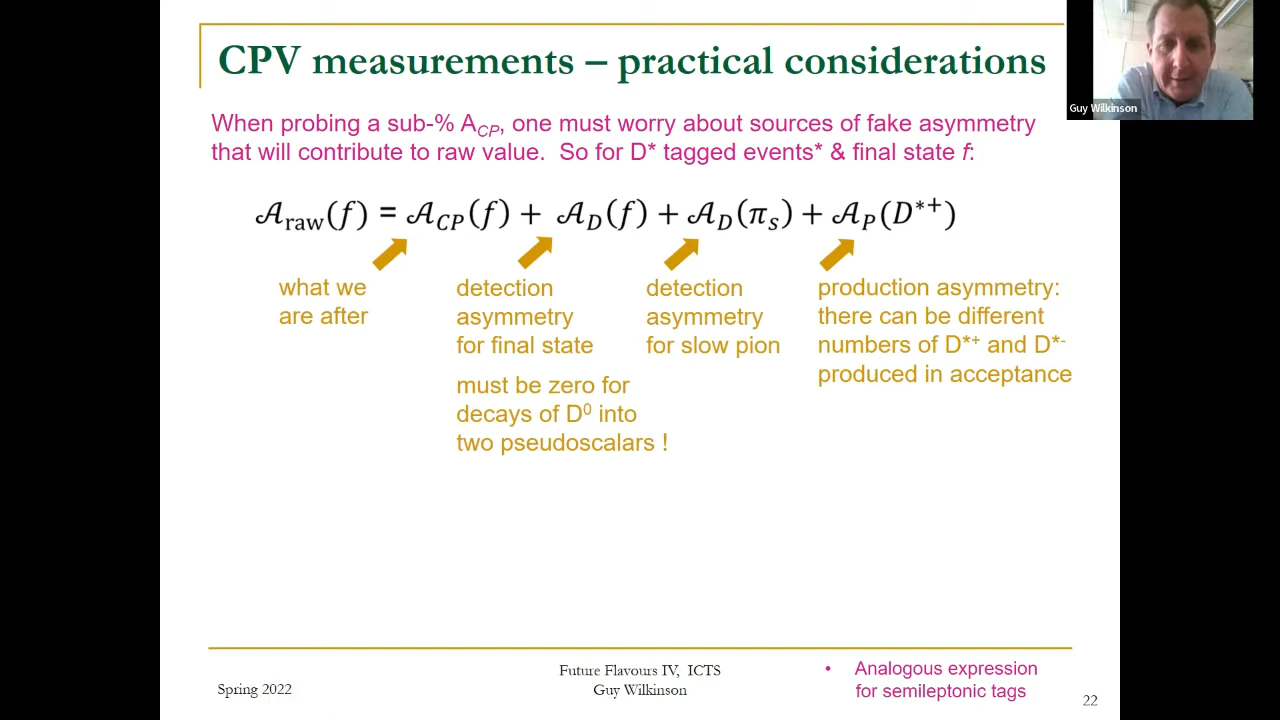 CPV measurements – practical considerations
Guy Wilkinson
When probing a sub-% A_CP, one must worry about sources of fake asymmetry
that will contribute to raw value.  So for D* tagged events* & final state f:
𝒜_raw(f) = 𝒜_CP(f) + 𝒜_D(f) + 𝒜_D(π_s) + 𝒜_P(D*⁺)
what we
are after
detection
asymmetry
for final state
must be zero for
decays of D⁰ into
two pseudoscalars !
detection
asymmetry
for slow pion
production asymmetry:
there can be different
numbers of D*⁺ and D*⁻
produced in acceptance
Spring 2022
Future Flavours IV, ICTS
Guy Wilkinson
• Analogous expression
for semileptonic tags
22